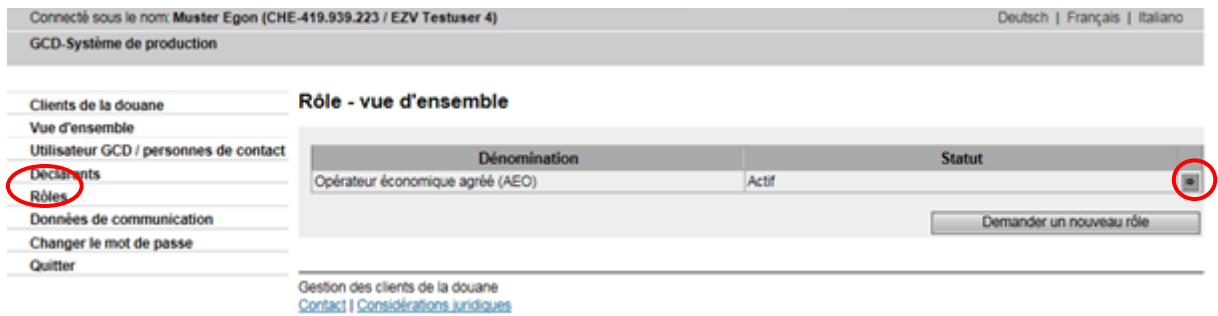 Connecté sous le nom: Muster Egon (CHE-419.939.223 / EZV Testuser 4)
Deutsch | Français | Italiano
GCD-Système de production
Clients de la douane
Vue d'ensemble
Utilisateur GCD / personnes de contact
Déclarants
Rôles
Données de communication
Changer le mot de passe
Quitter
Rôle - vue d'ensemble
Dénomination Statut
Opérateur économique agréé (AEO) Actif
Demander un nouveau rôle
Gestion des clients de la douane
Contact | Considérations juridiques